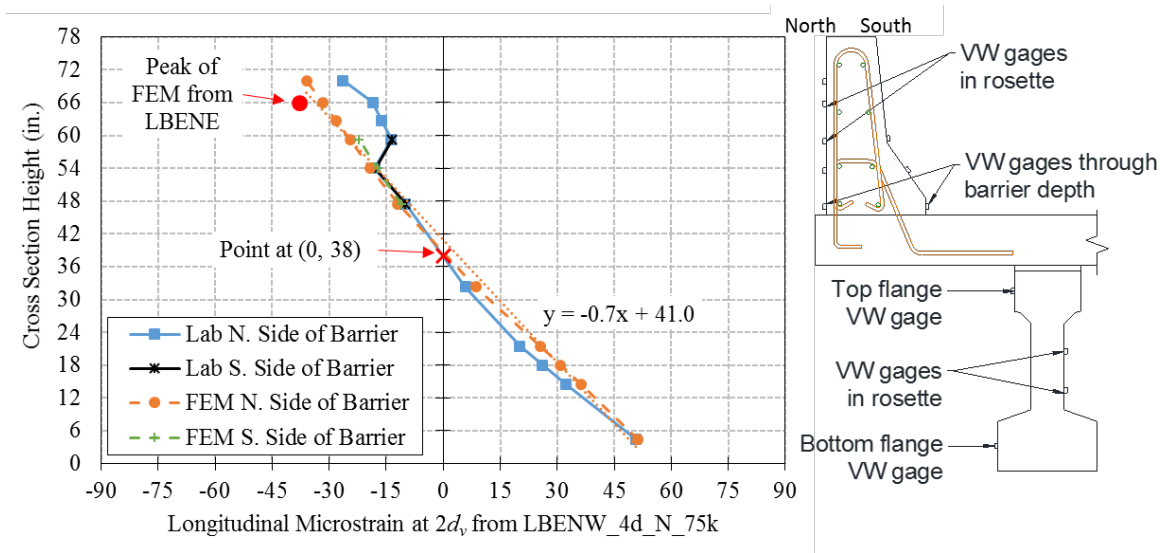 78
72
66
60
54
48
42
36
30
24
18
12
6
0
Cross Section Height (in.)
Peak of
FEM from
LBENE
Point at (0, 38)
y = -0.7x + 41.0
Lab N. Side of Barrier
Lab S. Side of Barrier
FEM N. Side of Barrier
FEM S. Side of Barrier
-90 -75 -60 -45 -30 -15 0 15 30 45 60 75 90
Longitudinal Microstrain at 2dv from LBENW_4d_N_75k
North South
VW gages
in rosette
VW gages through
barrier depth
Top flange
VW gage
VW gages
in rosette
Bottom flange
VW gage